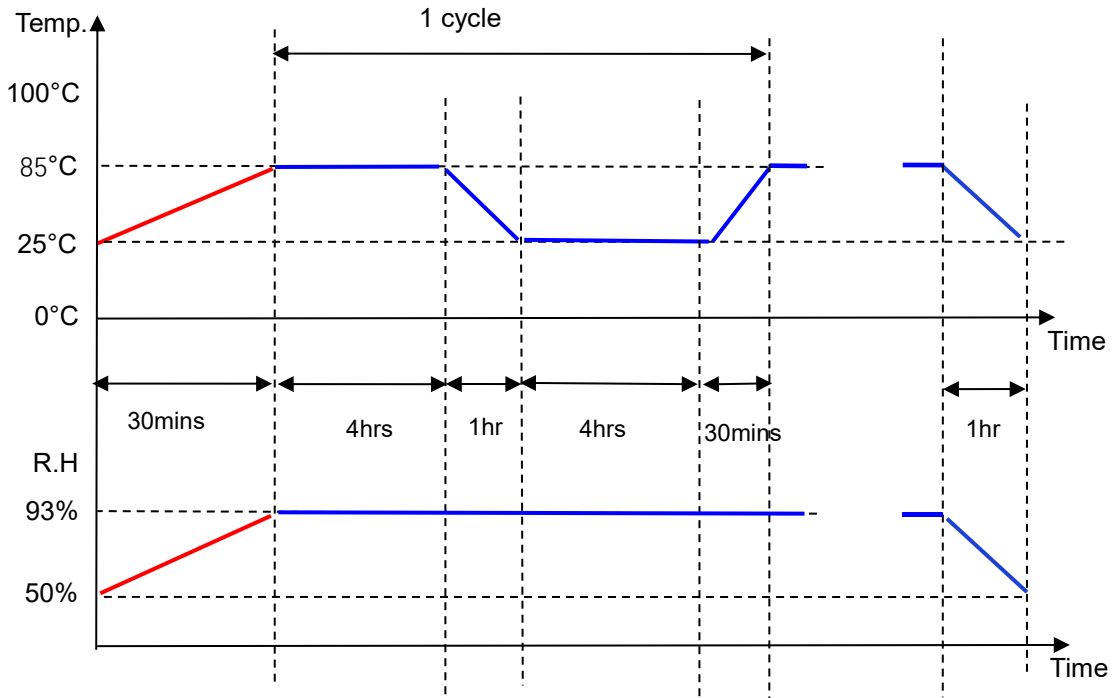 1 cycle
Temp.
100°C
85°C
25°C
0°C
Time
30mins
4hrs
1hr
4hrs
30mins
1hr
R.H
93%
50%
Time